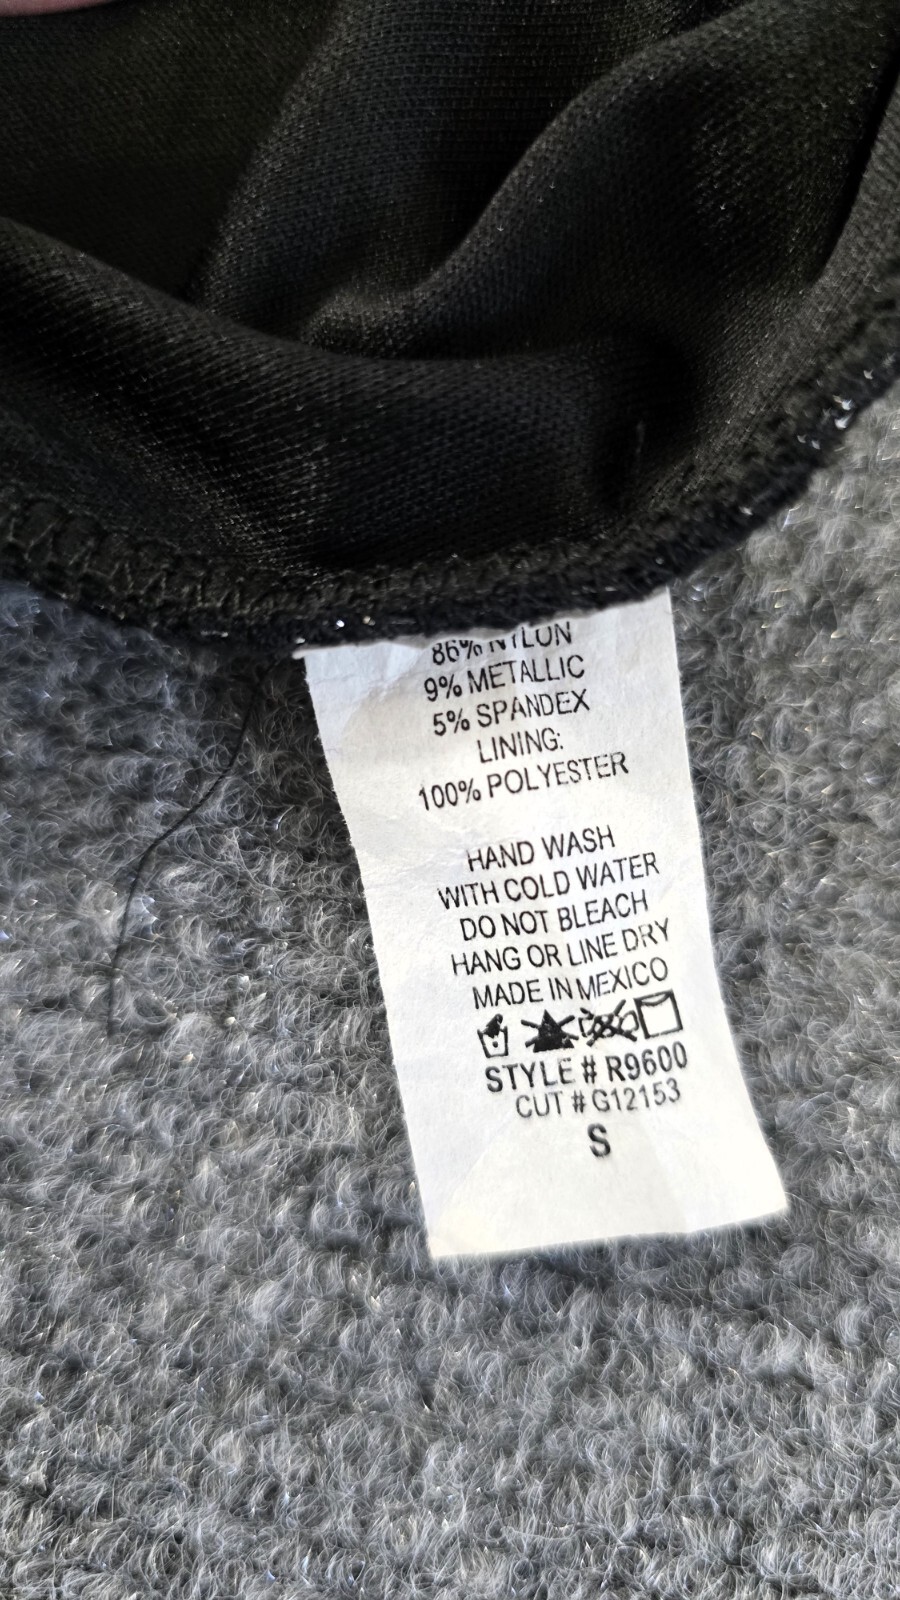 86% NYLON
9% METALLIC
5% SPANDEX
LINING:
100% POLYESTER
HAND WASH
WITH COLD WATER
DO NOT BLEACH
HANG OR LINE DRY
MADE IN MEXICO
STYLE # R9600
CUT # G12153
S